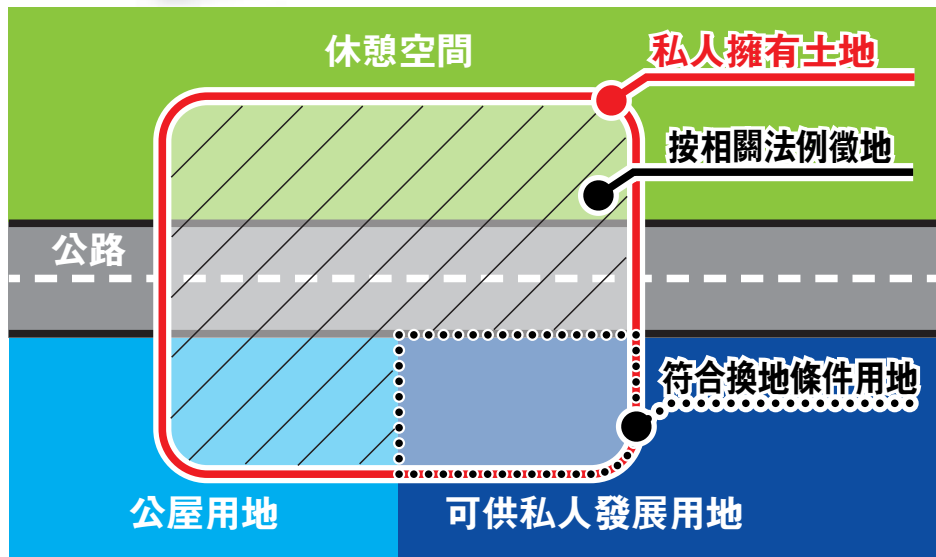 休憩空間
私人擁有土地
按相關法例徵地
公路
符合換地條件用地
公屋用地
可供私人發展用地